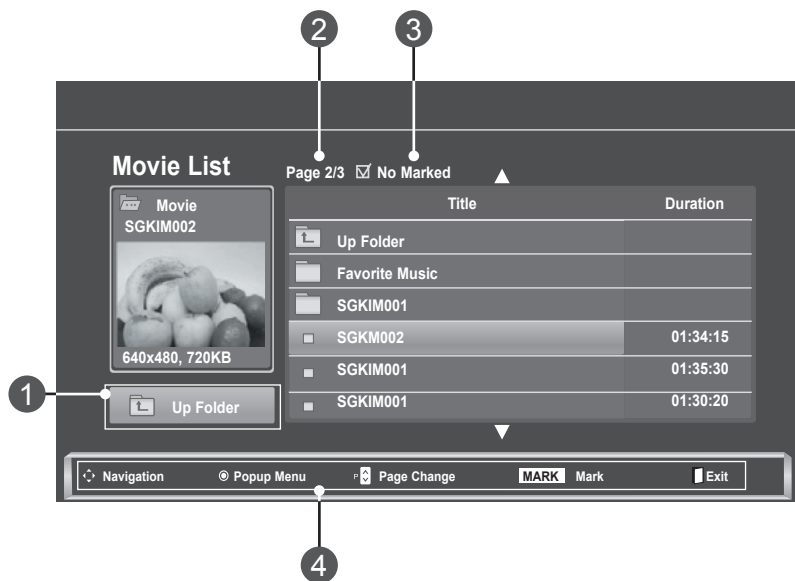 2 3
Movie List
Page 2/3 No Marked
Movie
SGKIM002
640x480, 720KB
1
Up Folder
Title Duration
Up Folder
Favorite Music
SGKIM001
SGKM002 01:34:15
SGKIM001 01:35:30
SGKIM001 01:30:20
Navigation Popup Menu P Page Change MARK Mark Exit
4